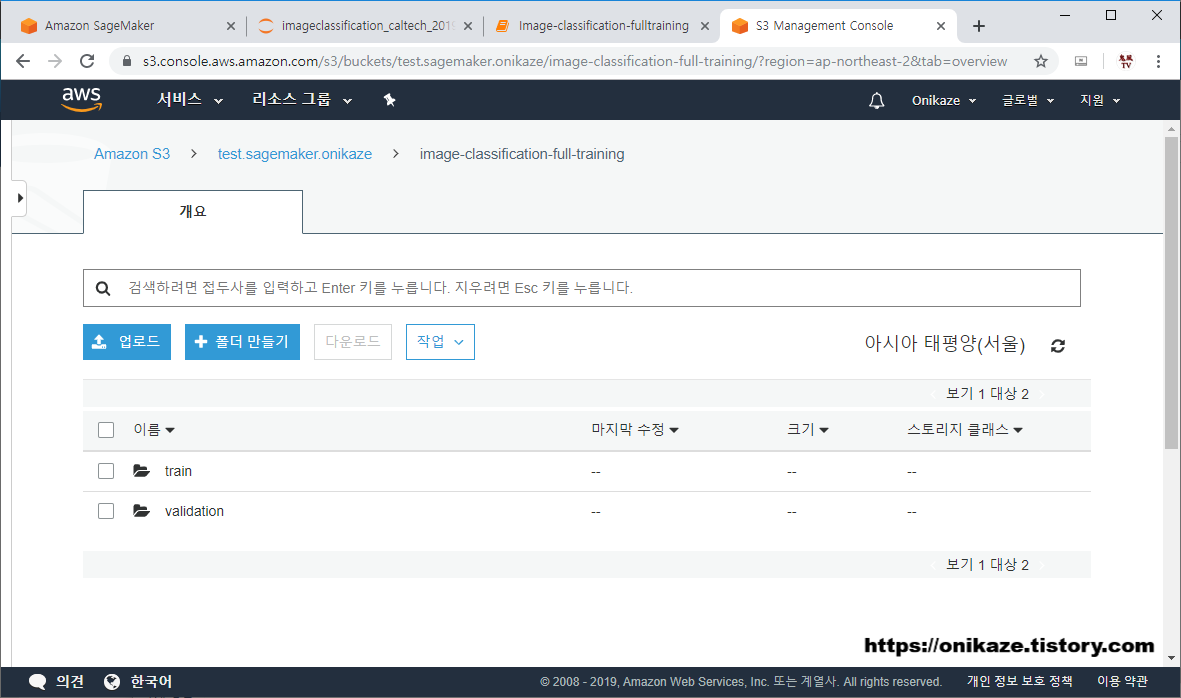 Amazon SageMaker
imageclassification_caltech_2019
Image-classification-fulltraining
S3 Management Console
s3.console.aws.amazon.com/s3/buckets/test.sagemaker.onikaze/image-classification-full-training/?region=ap-northeast-2&tab=overview
aws 서비스 리소스 그룹 Onikaze 글로벌 지원
Amazon S3 > test.sagemaker.onikaze > image-classification-full-training
개요
검색하려면 접두사를 입력하고 Enter 키를 누릅니다. 지우려면 Esc 키를 누릅니다.
업로드 + 폴더 만들기 다운로드 작업 아시아 태평양(서울)
보기 1 대상 2
이름 마지막 수정 크기 스토리지 클래스
train -- -- --
validation -- -- --
보기 1 대상 2
https://onikaze.tistory.com
의견 한국어 © 2008 - 2019, Amazon Web Services, Inc. 또는 계열사. All rights reserved. 개인 정보 보호 정책 이용 약관